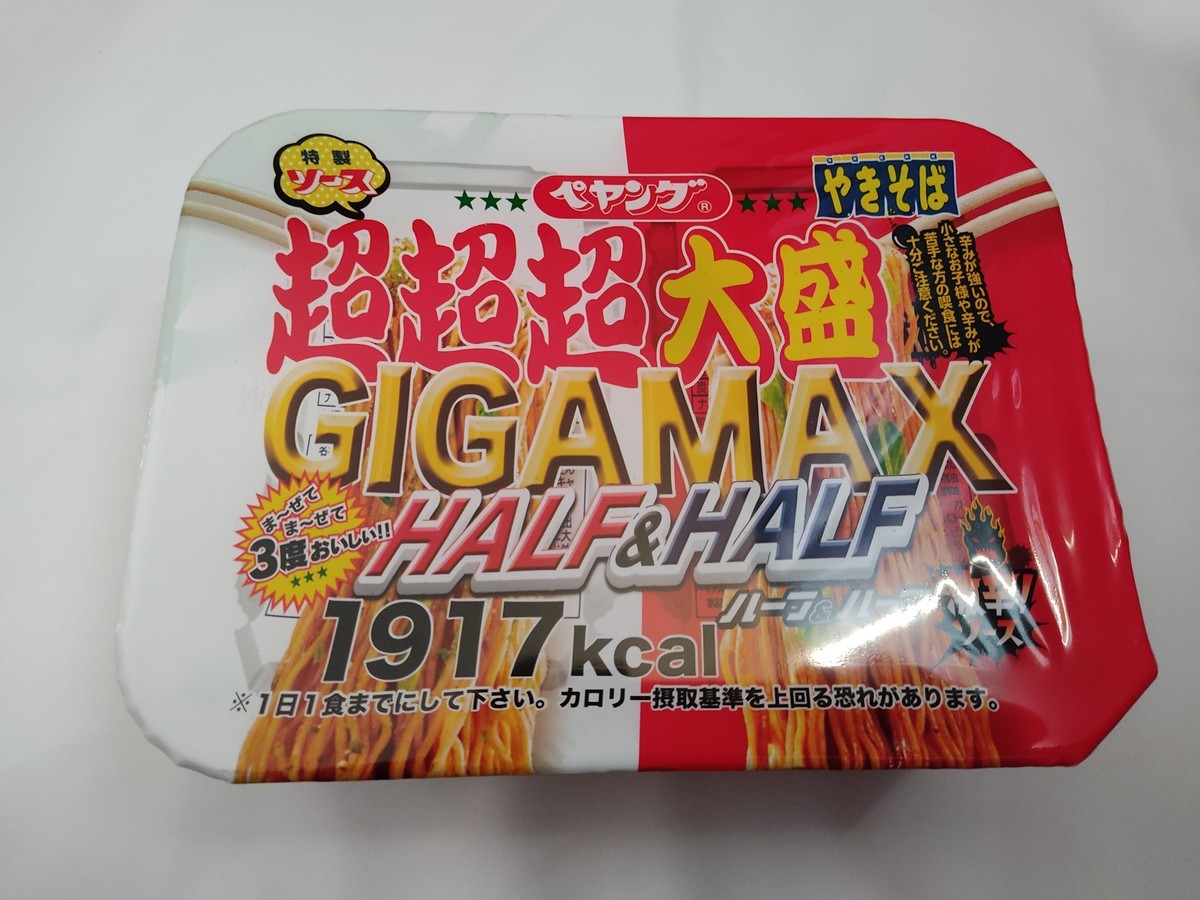 特製
ソース
★★★ペヤング®★★★
やきそば
超超超大盛
GIGAMAX
辛みが強いので、
小さなお子様や辛みが
苦手な方の喫食には
十分ご注意ください。
HALF&HALF
ハーフ&ハーフ
ま〜ぜて
ま〜ぜて
3度おいしい!!
★★★
激辛!
ソース
1917kcal
※1日1食までにして下さい。カロリー摂取基準を上回る恐れがあります。